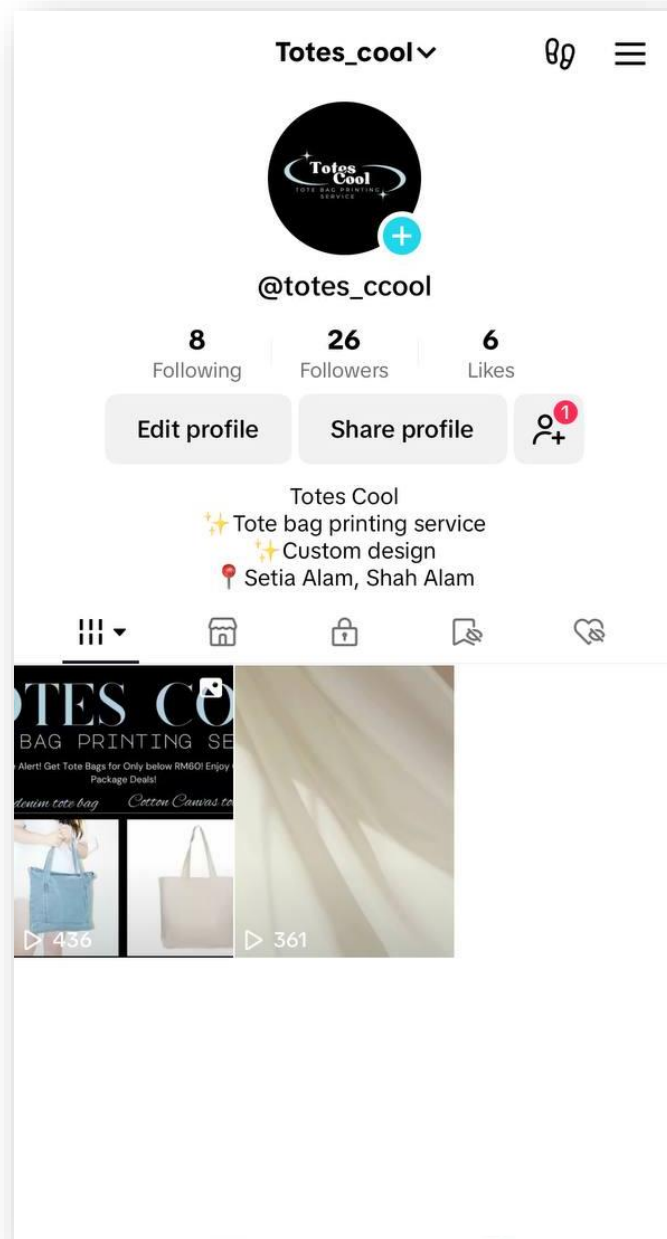 Totes_cool
Totes
Cool
TOTE BAG PRINTING
SERVICE
@totes_ccool
8
Following
26
Followers
6
Likes
Edit profile
Share profile
1
Totes Cool
✨Tote bag printing service
✨Custom design
📍Setia Alam, Shah Alam
OTES CO
BAG PRINTING SE
Alert! Get Tote Bags for Only below RM60! Enjoy
Package Deals!
denim tote bag
Cotton Canvas to
436
361